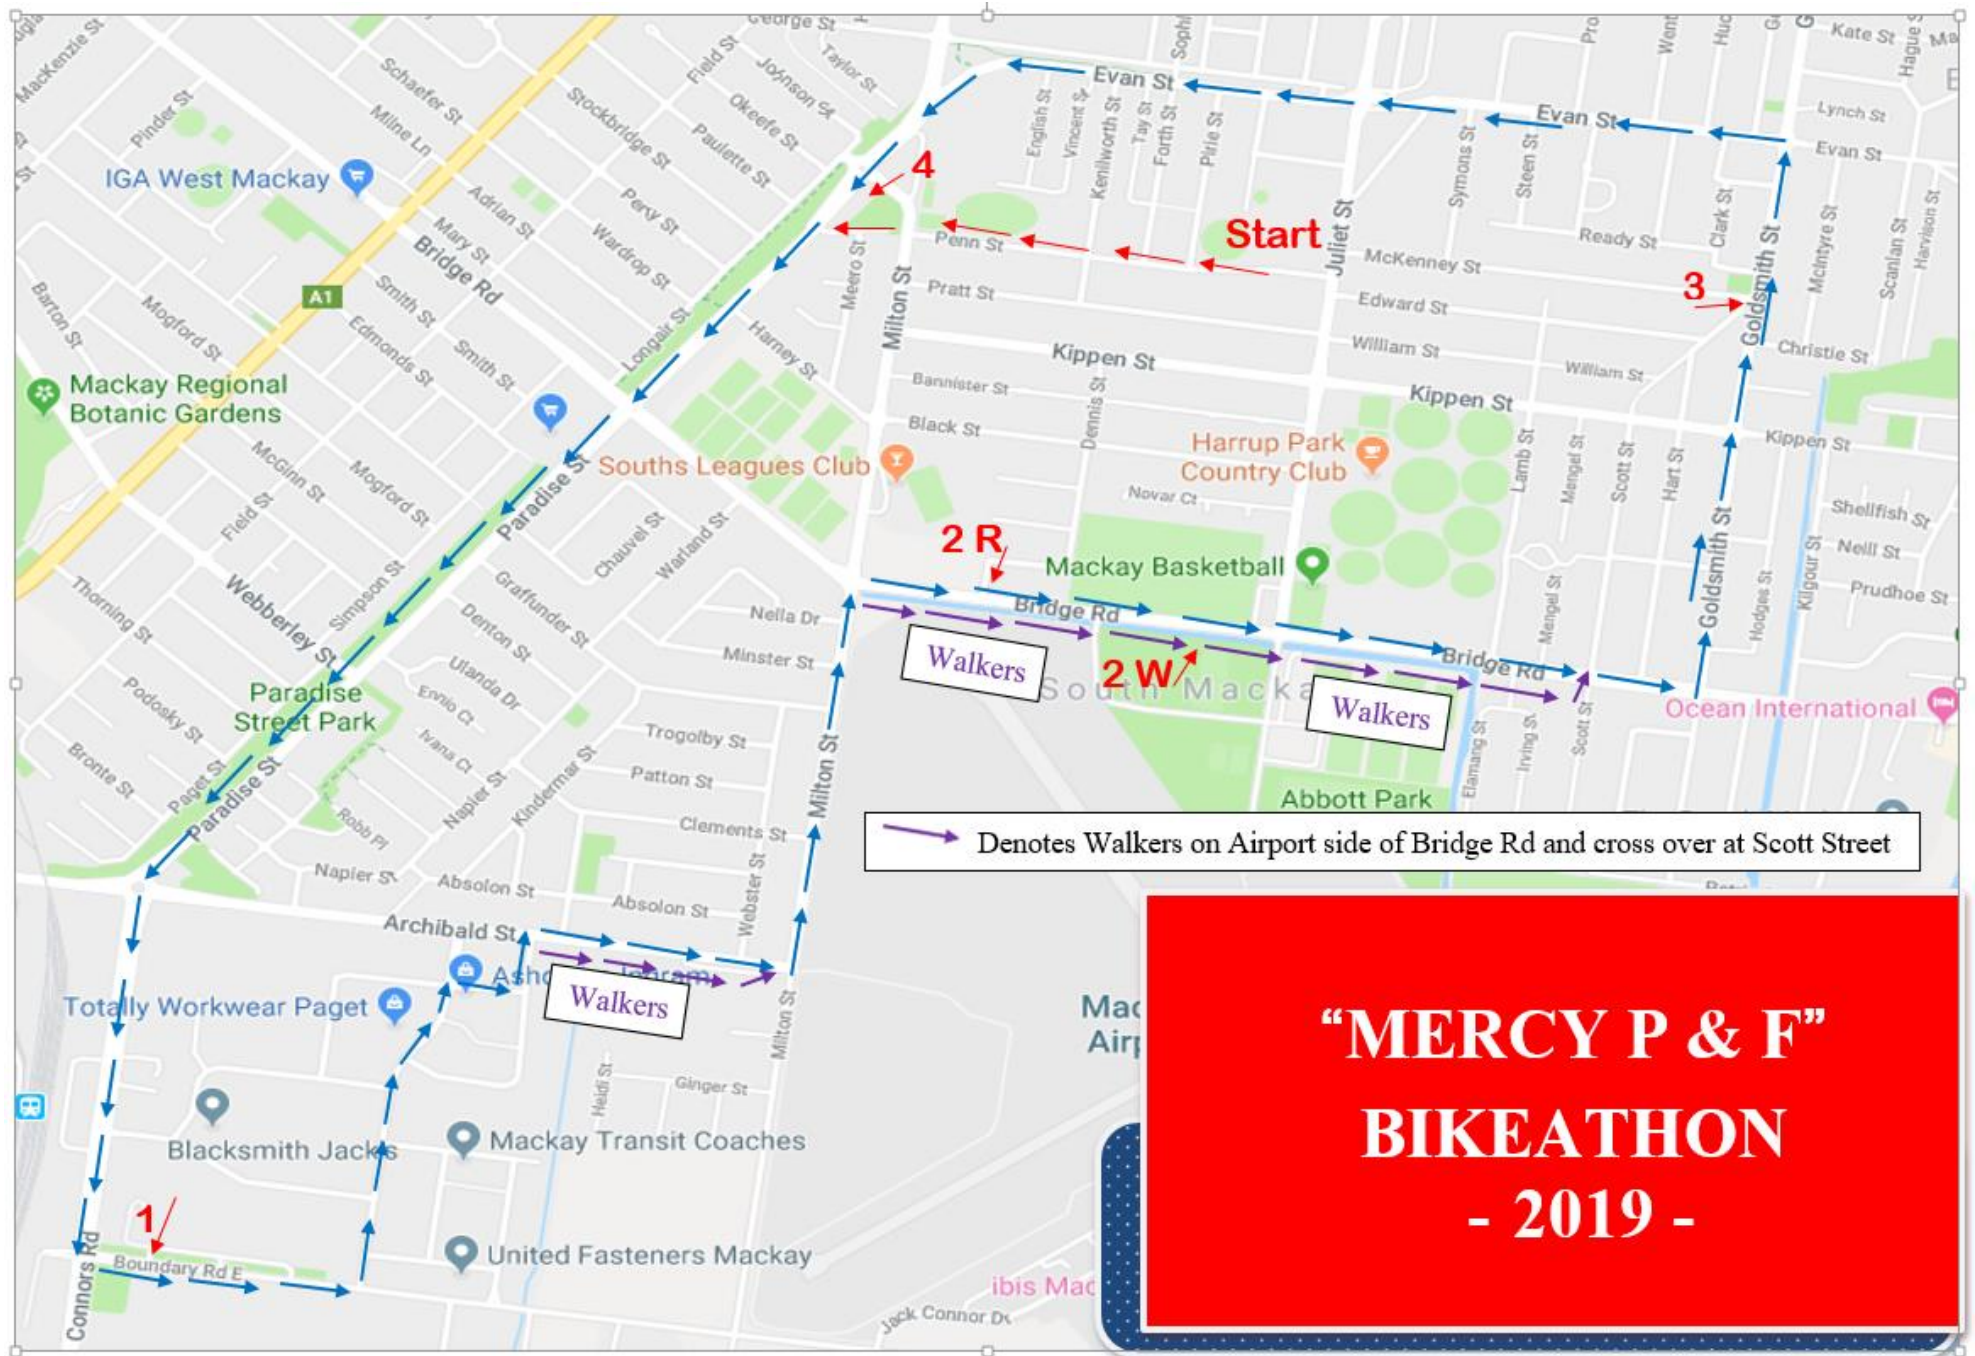 George St
Taylor St
Field St
Johnson St
Okeefe St
Stockbridge St
Paulette St
Schaefer St
Milne Ln
MacKenzie St
Pinder St
IGA West Mackay
Adrian St
Mary St
Perry St
Wardrop St
Bridge Rd
Smith St
A1
Barton St
Mogford St
Edmonds St
Smith St
Longair St
Harney St
Meero St
Milton St
4
Start
Evan St
Evan St
Evan St
English St
Vincent St
Kenilworth St
Tay St
Forth St
Pirie St
Juliet St
Symons St
Steen St
Clark St
Kate St
Lynch St
McIntyre St
Scanlan St
Harvison St
Penn St
McKenney St
Ready St
3
Goldsmith St
Pratt St
Edward St
William St
William St
Christie St
Kippen St
Kippen St
Kippen St
Bannister St
Black St
Dennis St
Harrup Park
Country Club
Lamb St
Mengel St
Scott St
Hart St
Goldsmith St
Shellfish St
Neill St
Prudhoe St
Kilgour St
Hodges St
Mackay Regional
Botanic Gardens
Souths Leagues Club
Paradise St
McGinn St
Mogford St
Field St
Chauvel St
Warland St
Novar Ct
2 R
Mackay Basketball
Bridge Rd
Bridge Rd
Mengel St
Webberley St
Simpson St
Thorning St
Graffunder St
Denton St
Nella Dr
Minster St
Walkers
2 W
South Macka
Walkers
Elamang St
Irving St
Scott St
Ocean International
Ulanda Dr
Ennio Ct
Ivana Ct
Paradise
Street Park
Podosky St
Bronte St
Paget St
Paradise St
Robb Pl
Napier St
Kindermar St
Trogolby St
Patton St
Clements St
Milton St
Abbott Park
Denotes Walkers on Airport side of Bridge Rd and cross over at Scott Street
Napier St
Absolon St
Absolon St
Webster St
Archibald St
Walkers
Totally Workwear Paget
Milton St
Heidi St
Ginger St
Blacksmith Jack's
Mackay Transit Coaches
1
Boundary Rd E
Connors Rd
United Fasteners Mackay
ibis Mac
Jack Connor Dr
Mac
Airp
“MERCY P & F”
BIKEATHON
- 2019 -